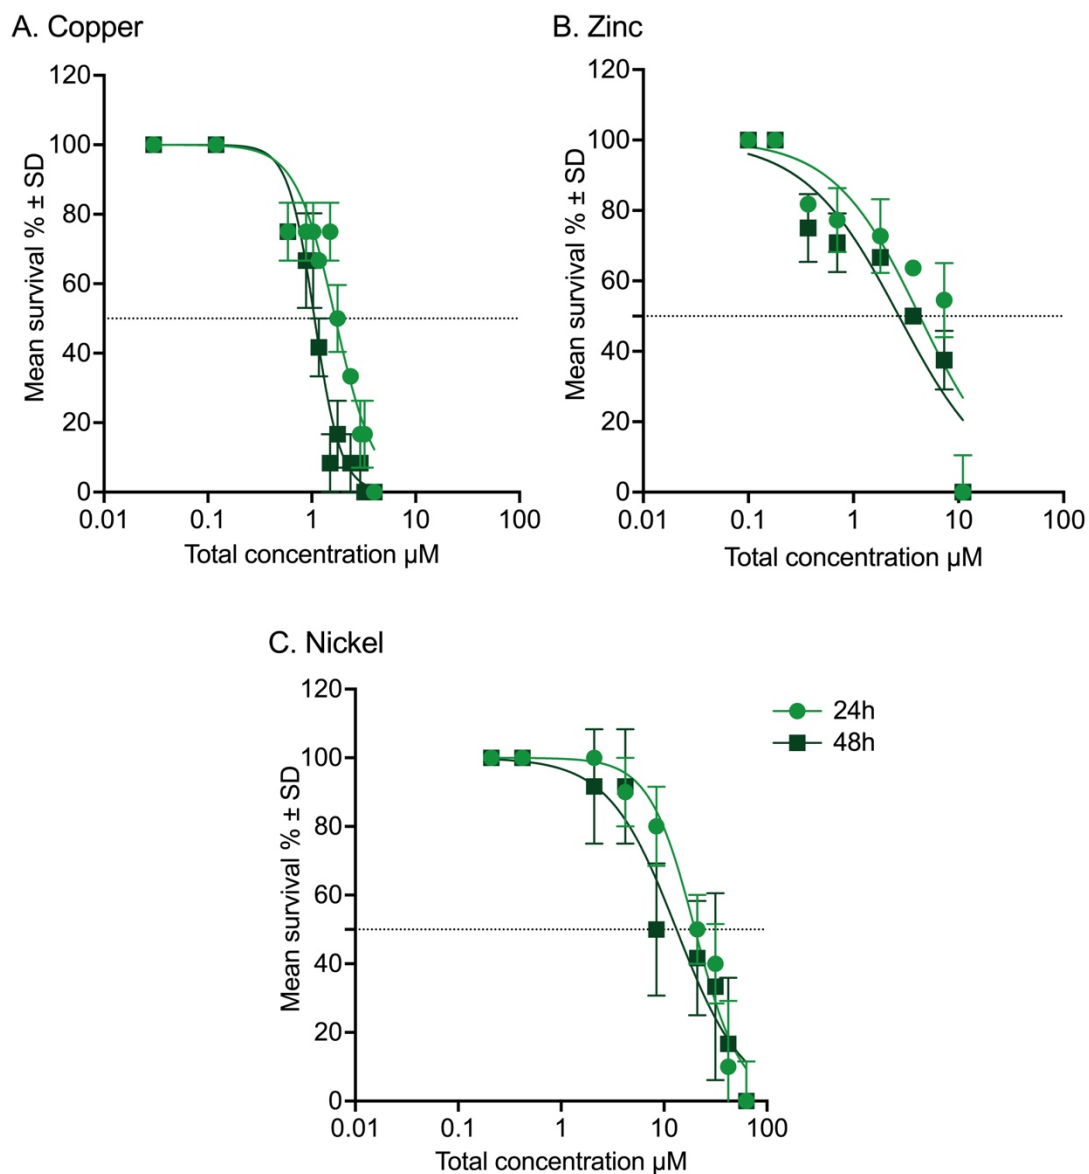 A. Copper
120
100
80
60
40
20
0
Mean survival % ± SD
0.01 0.1 1 10 100
Total concentration µM
B. Zinc
120
100
80
60
40
20
0
Mean survival % ± SD
0.01 0.1 1 10 100
Total concentration µM
C. Nickel
120
100
80
60
40
20
0
Mean survival % ± SD
0.01 0.1 1 10 100
Total concentration µM
24h
48h